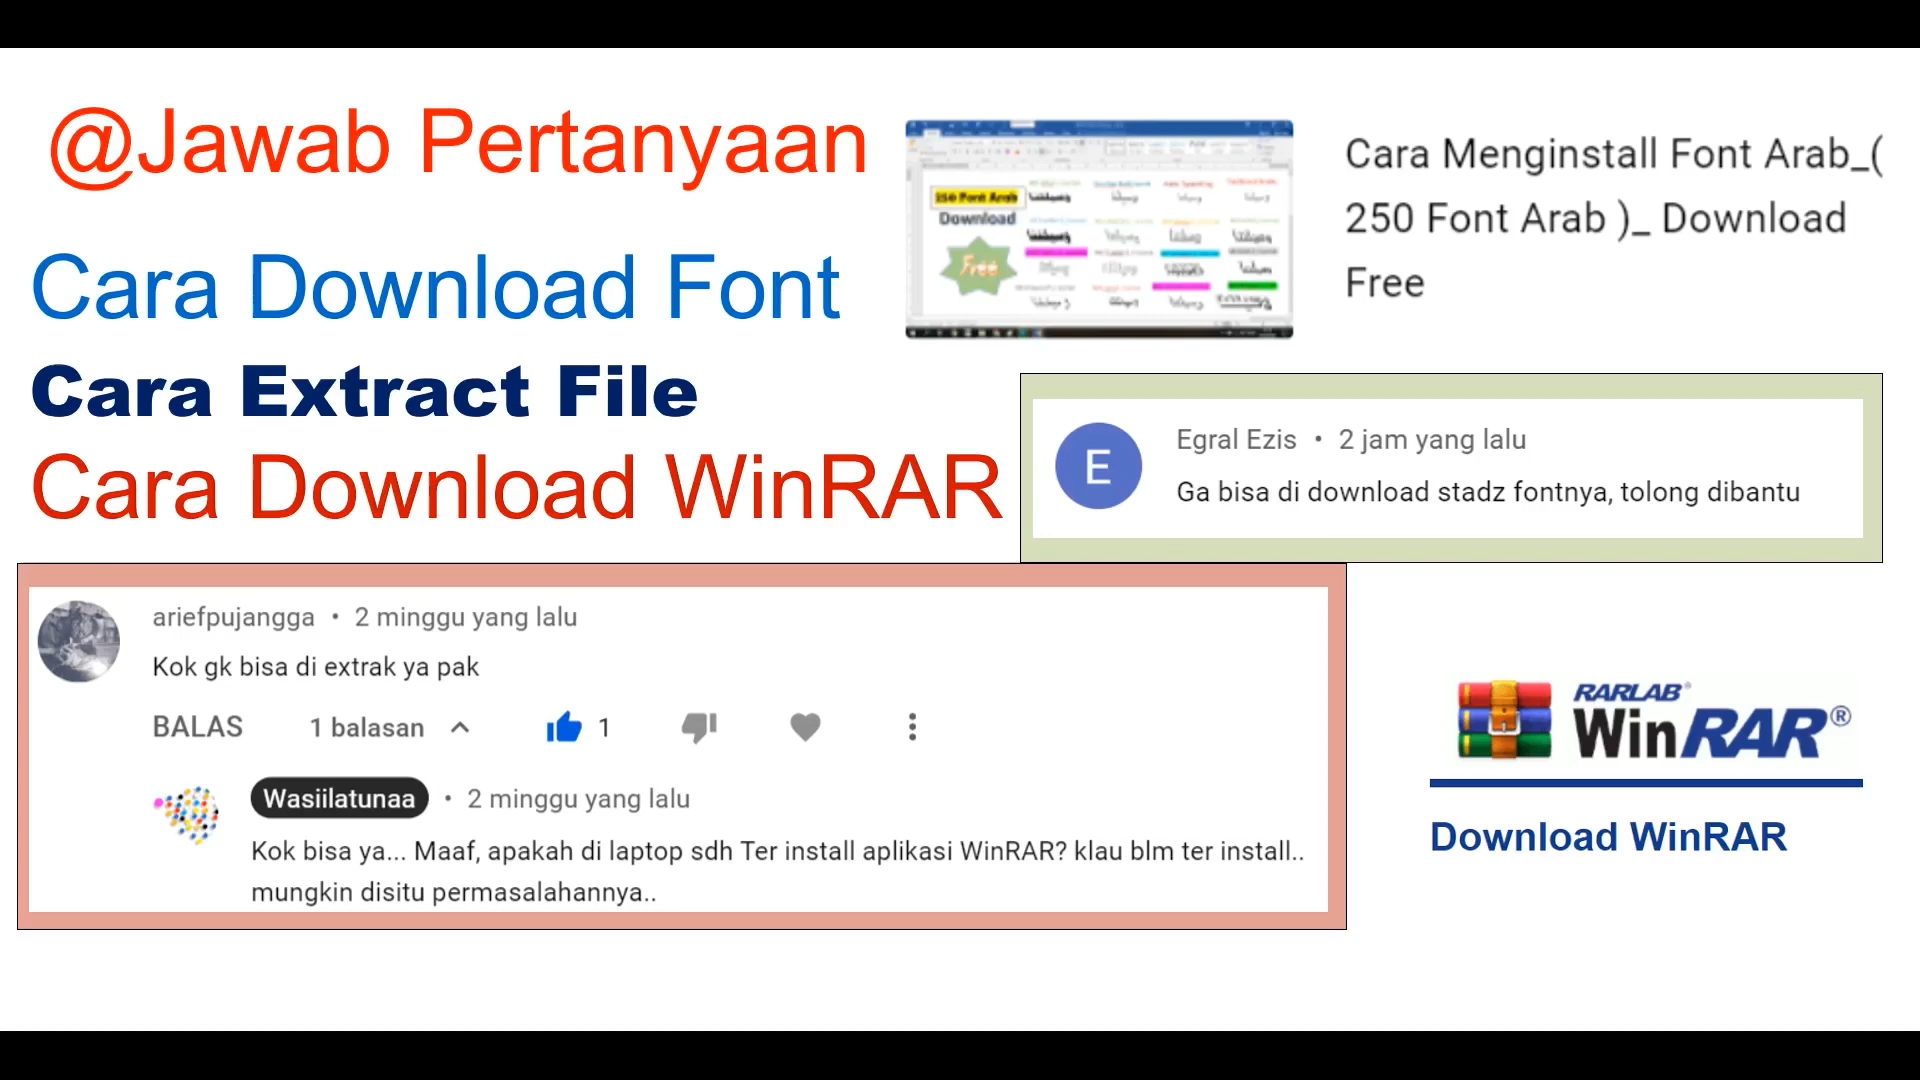 @Jawab Pertanyaan
Cara Download Font
Cara Extract File
Cara Download WinRAR
250 Font Arab
Download
Free
Cara Menginstall Font Arab_(
250 Font Arab )_ Download
Free
E
Egral Ezis • 2 jam yang lalu
Ga bisa di download stadz fontnya, tolong dibantu
ariefpujangga • 2 minggu yang lalu
Kok gk bisa di extrak ya pak
BALAS 1 balasan 1
Wasiilatunaa • 2 minggu yang lalu
Kok bisa ya... Maaf, apakah di laptop sdh Ter install aplikasi WinRAR? klau blm ter install..
mungkin disitu permasalahannya..
RARLAB®
WinRAR®
Download WinRAR